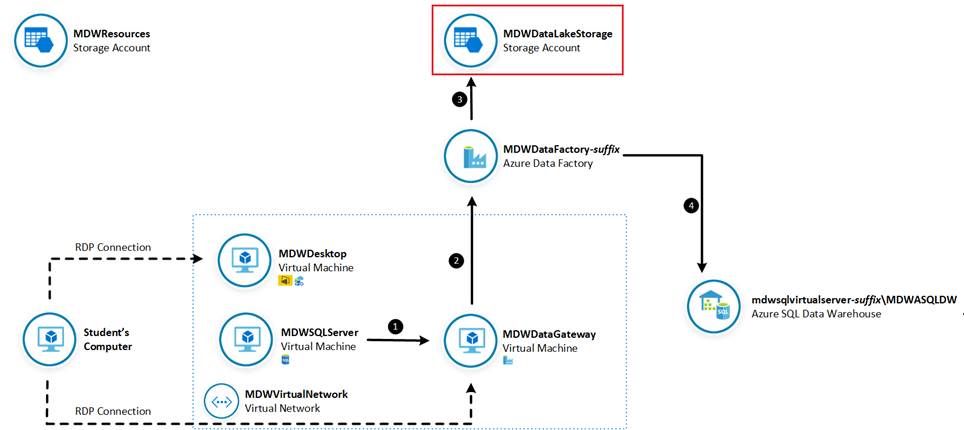 MDWResources
Storage Account
MDWDataLakeStorage
Storage Account
3
MDWDataFactory-suffix
Azure Data Factory
4
RDP Connection
MDWDesktop
Virtual Machine
2
mdwsqlvirtualserver-suffix\MDWASQLDW
Azure SQL Data Warehouse
SQL
Student's
Computer
MDWSQLServer
Virtual Machine
1
MDWDataGateway
Virtual Machine
MDWVirtualNetwork
Virtual Network
RDP Connection